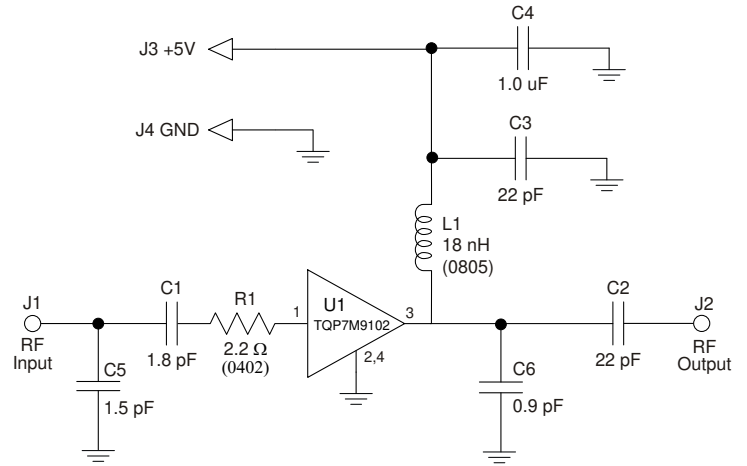 C4
J3 +5V
1.0 uF
C3
J4 GND
22 pF
L1
18 nH
(0805)
J1
C1
R1
U1
TQP7M9102
1
3
2,4
C2
J2
RF
Input
1.8 pF
2.2 Ω
(0402)
22 pF
RF
Output
C5
1.5 pF
C6
0.9 pF